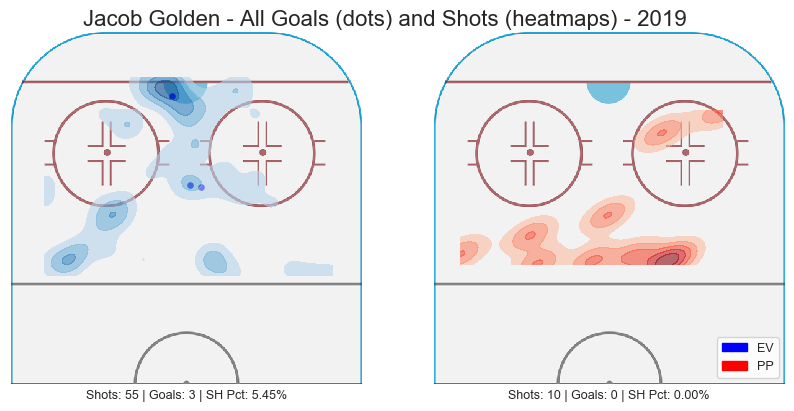 Jacob Golden - All Goals (dots) and Shots (heatmaps) - 2019
EV
PP
Shots: 55 | Goals: 3 | SH Pct: 5.45%
Shots: 10 | Goals: 0 | SH Pct: 0.00%